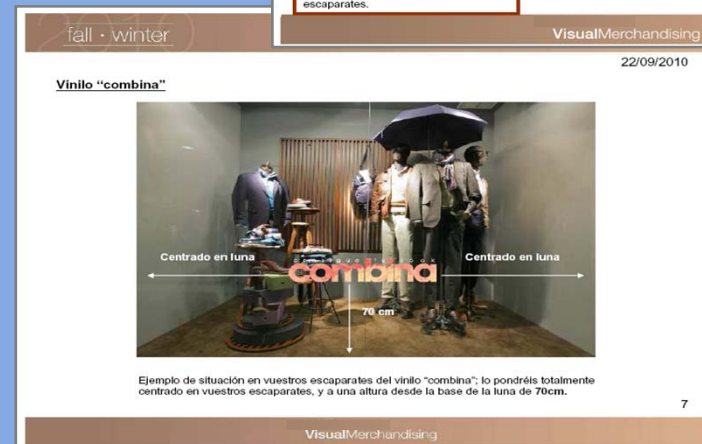 escaparates.
VisualMerchandising
2010
fall · winter
22/09/2010
Vinilo “combina”
Centrado en luna
Centrado en luna
combina
70 cm
Ejemplo de situación en vuestros escaparates del vinilo “combina”; lo pondréis totalmente
centrado en vuestros escaparates, y a una altura desde la base de la luna de 70cm.
7
VisualMerchandising